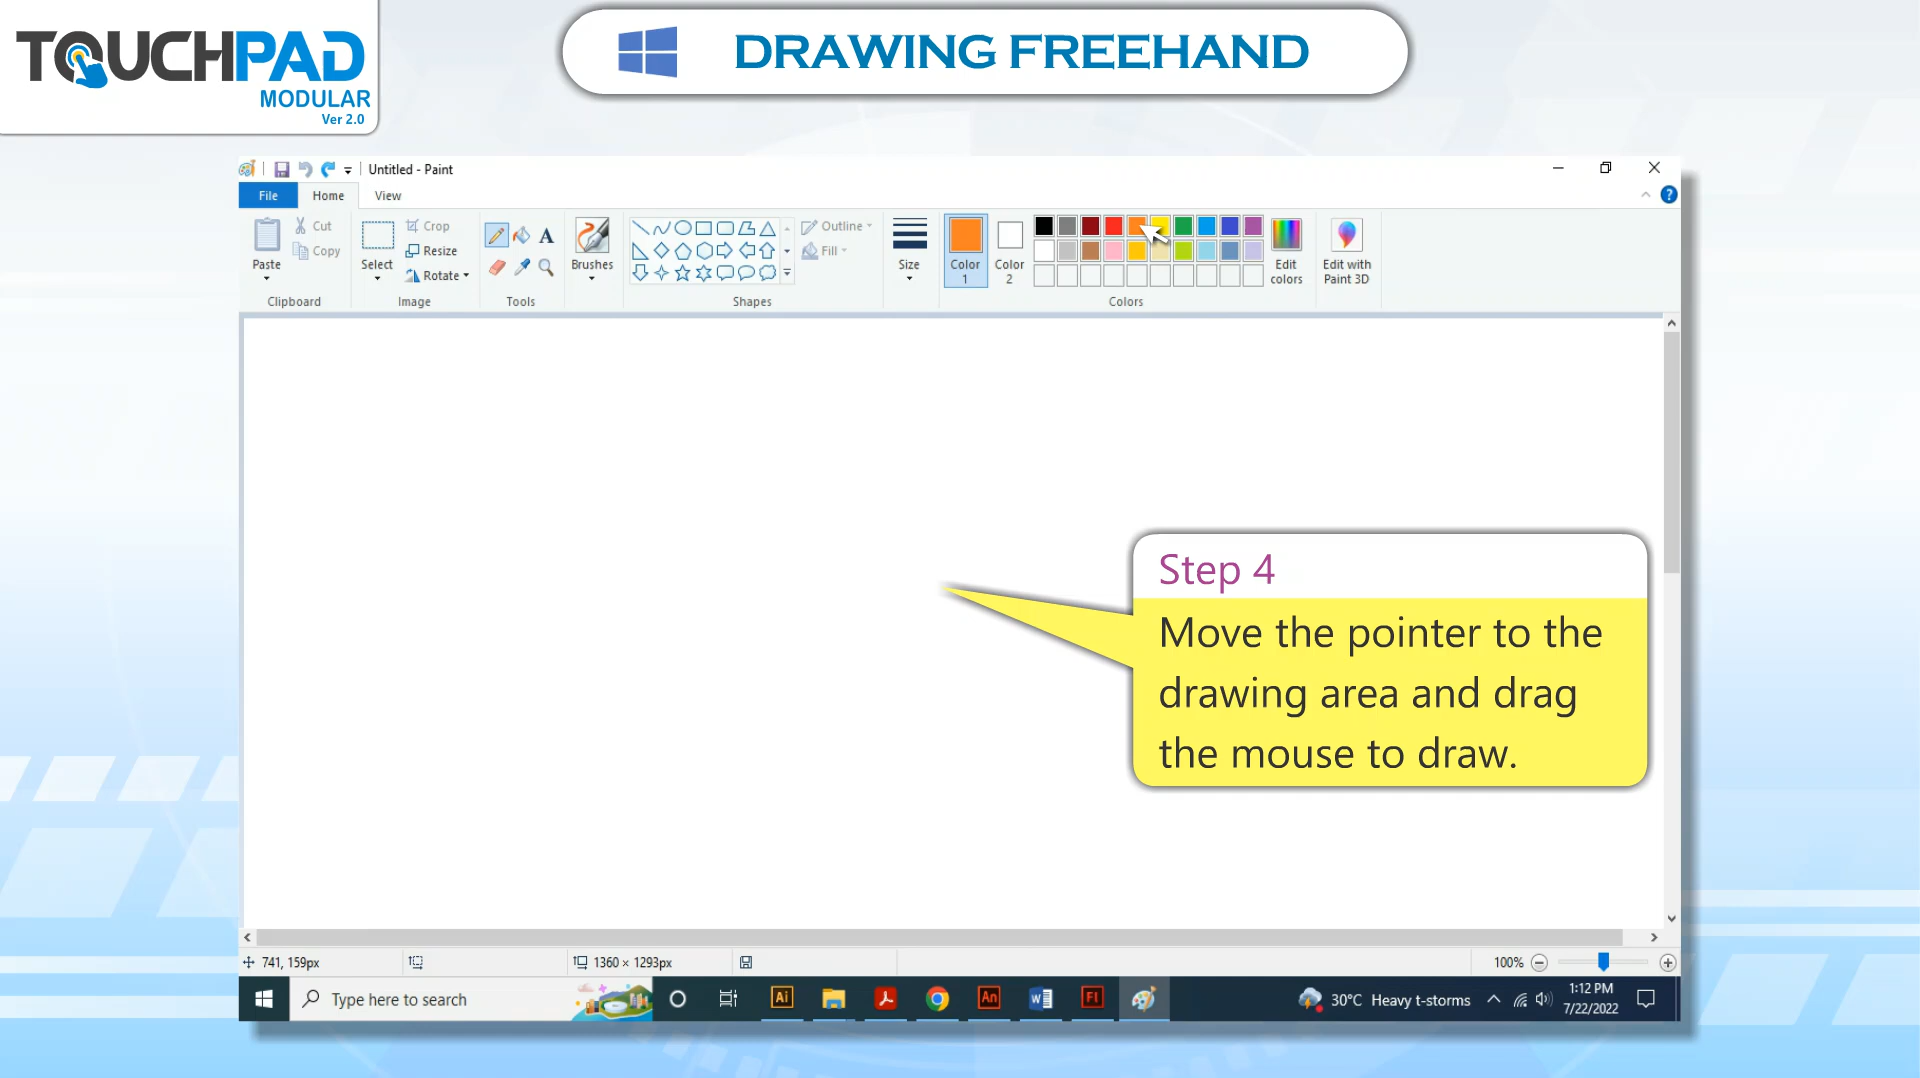 TOUCHPAD
MODULAR
Ver 2.0
DRAWING FREEHAND
Untitled - Paint
File Home View
Paste
Cut
Copy
Clipboard
Select
Crop
Resize
Rotate
Image
A
Tools
Brushes
Outline
Fill
Shapes
Size
Color
1
Color
2
Edit
colors
Colors
Edit with
Paint 3D
?
Step 4
Move the pointer to the
drawing area and drag
the mouse to draw.
741, 159px
1360 × 1293px
100%
Type here to search
Ai
An
W
Fl
30°C Heavy t-storms
1:12 PM
7/22/2022